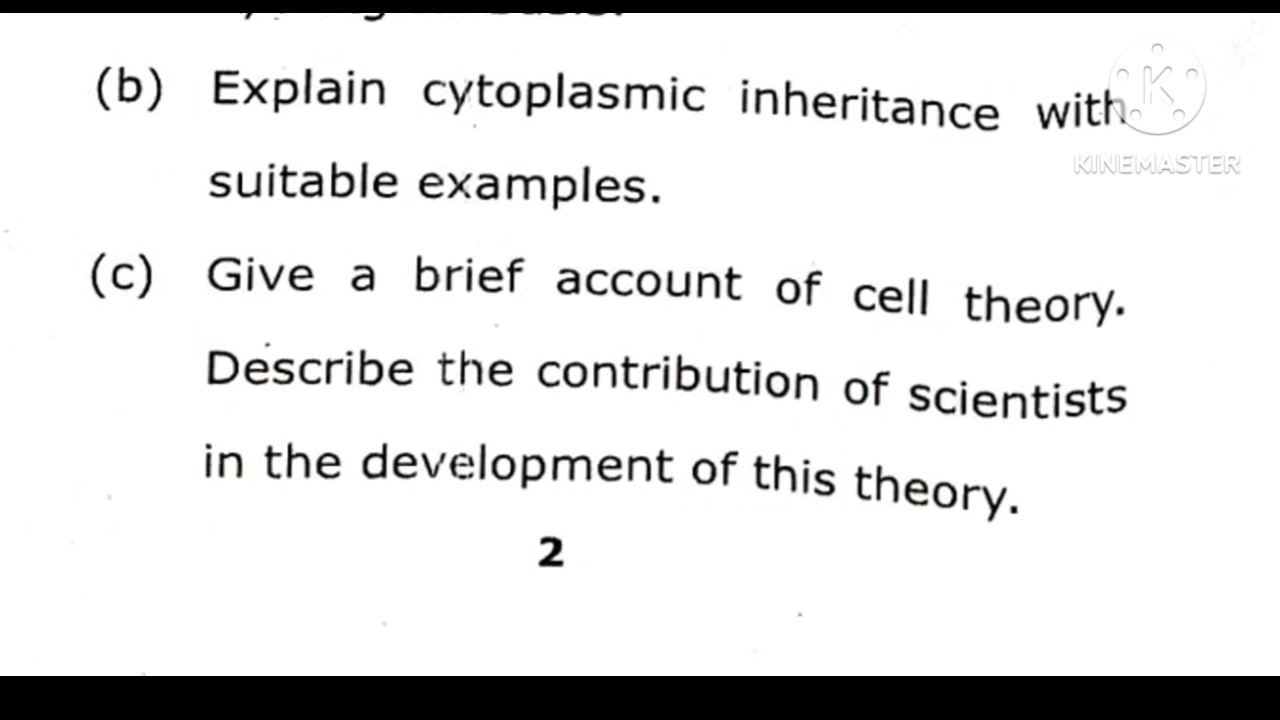 (b) Explain cytoplasmic inheritance with
suitable examples.
(c) Give a brief account of cell theory.
Describe the contribution of scientists
in the development of this theory.
2
K
KINEMASTER